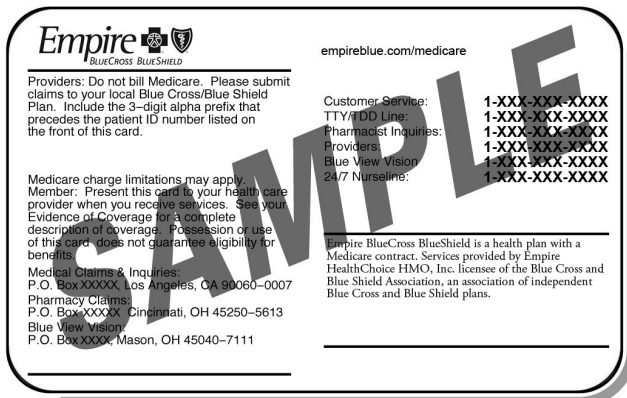 Empire
BLUECROSS BLUESHIELD
Providers: Do not bill Medicare. Please submit
claims to your local Blue Cross/Blue Shield
Plan. Include the 3–digit alpha prefix that
precedes the patient ID number listed on
the front of this card.
Medicare charge limitations may apply.
Member: Present this card to your health care
provider when you receive services. See your
Evidence of Coverage for a complete
description of coverage. Possession or use
of this card does not guarantee eligibility for
benefits.
Medical Claims & Inquiries:
P.O. Box XXXXX, Los Angeles, CA 90060–0007
Pharmacy Claims:
P.O. Box XXXXX Cincinnati, OH 45250–5613
Blue View Vision:
P.O. Box XXXX, Mason, OH 45040–7111
empireblue.com/medicare
Customer Service: 1-XXX-XXX-XXXX
TTY/TDD Line: 1-XXX-XXX-XXXX
Pharmacist Inquiries: 1-XXX-XXX-XXXX
Providers: 1-XXX-XXX-XXXX
Blue View Vision 1-XXX-XXX-XXXX
24/7 Nurseline: 1-XXX-XXX-XXXX
Empire BlueCross BlueShield is a health plan with a
Medicare contract. Services provided by Empire
HealthChoice HMO, Inc. licensee of the Blue Cross and
Blue Shield Association, an association of independent
Blue Cross and Blue Shield plans.
SAMPLE